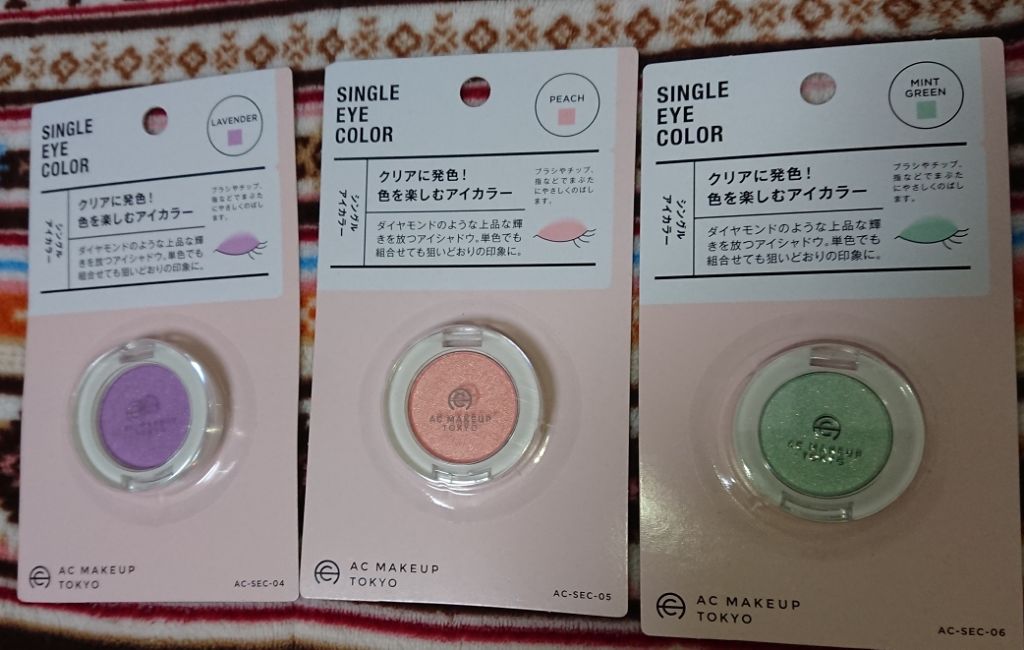 SINGLE
EYE
COLOR
LAVENDER
シングル
アイカラー
クリアに発色！
色を楽しむアイカラー
ダイヤモンドのような上品な輝
きを放つアイシャドウ。単色でも
組合せても狙いどおりの印象に。
ブラシやチップ、
指などでまぶた
にやさしくのばし
ます。
AC MAKEUP
TOKYO
AC-SEC-04
SINGLE
EYE
COLOR
PEACH
シングル
アイカラー
クリアに発色！
色を楽しむアイカラー
ダイヤモンドのような上品な輝
きを放つアイシャドウ。単色でも
組合せても狙いどおりの印象に。
ブラシやチップ、
指などでまぶた
にやさしくのばし
ます。
AC MAKEUP
TOKYO
AC MAKEUP
TOKYO
AC-SEC-05
SINGLE
EYE
COLOR
MINT
GREEN
シングル
アイカラー
クリアに発色！
色を楽しむアイカラー
ダイヤモンドのような上品な輝
きを放つアイシャドウ。単色でも
組合せても狙いどおりの印象に。
ブラシやチップ、
指などでまぶた
にやさしくのばし
ます。
AC MAKEUP
AC MAKEUP
TOKYO
AC-SEC-06